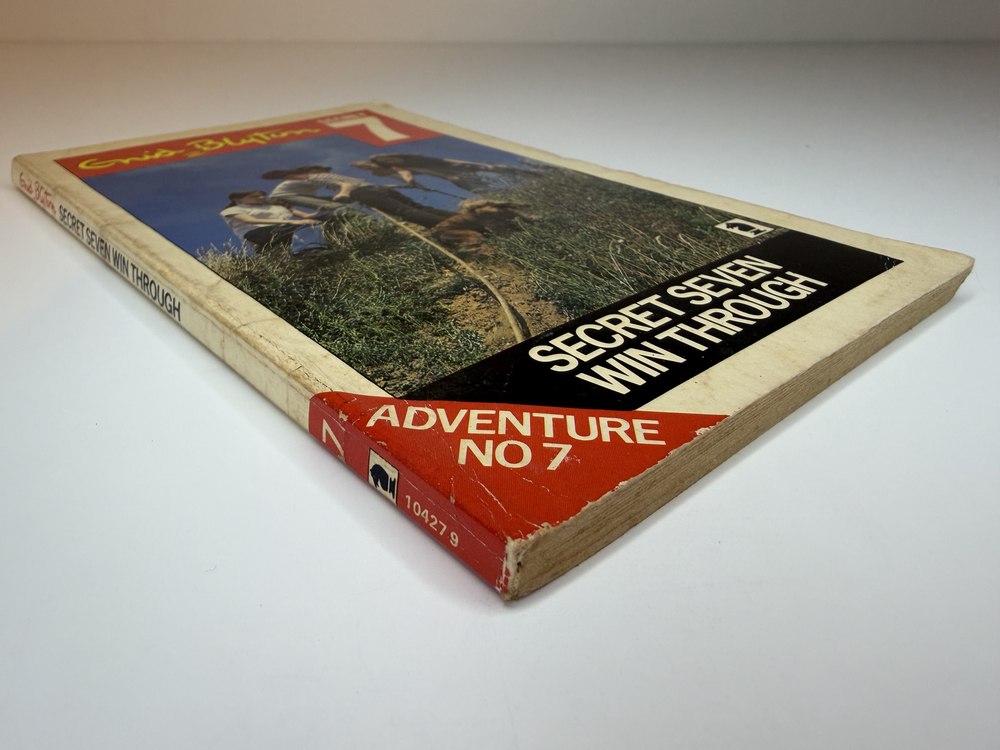 Enid Blyton
SECRET
7
SECRET SEVEN
WIN THROUGH
ADVENTURE
NO 7
Enid Blyton SECRET SEVEN WIN THROUGH
7
10427 9